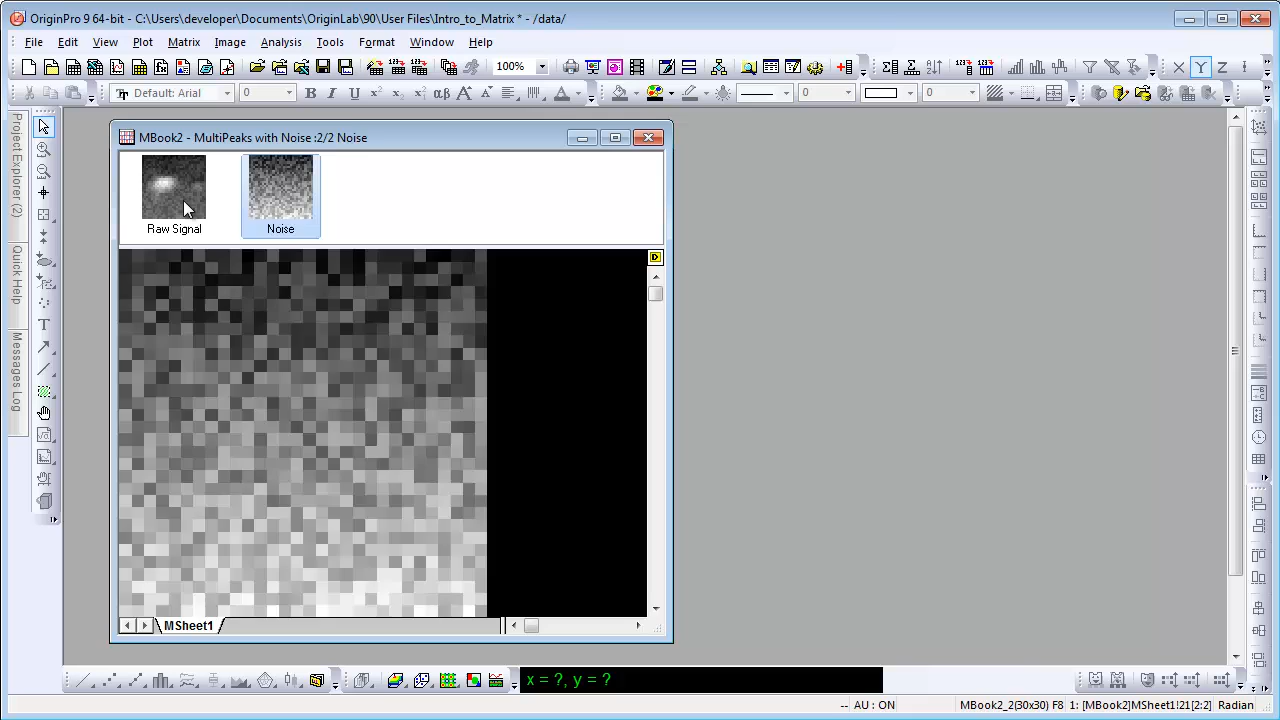 OriginPro 9 64-bit - C:\Users\developer\Documents\OriginLab\90\User Files\Intro_to_Matrix * - /data/
File Edit View Plot Matrix Image Analysis Tools Format Window Help
100%
X Y Z
Default: Arial 0 B I U αβ A A A 0 0
Project Explorer (2)
Quick Help
Messages Log
MBook2 - MultiPeaks with Noise :2/2 Noise
Raw Signal Noise
D
T
MSheet1
x = ?, y = ?
-- AU : ON MBook2_2(30x30) F8 1: [MBook2]MSheet1!21[2:2] Radian